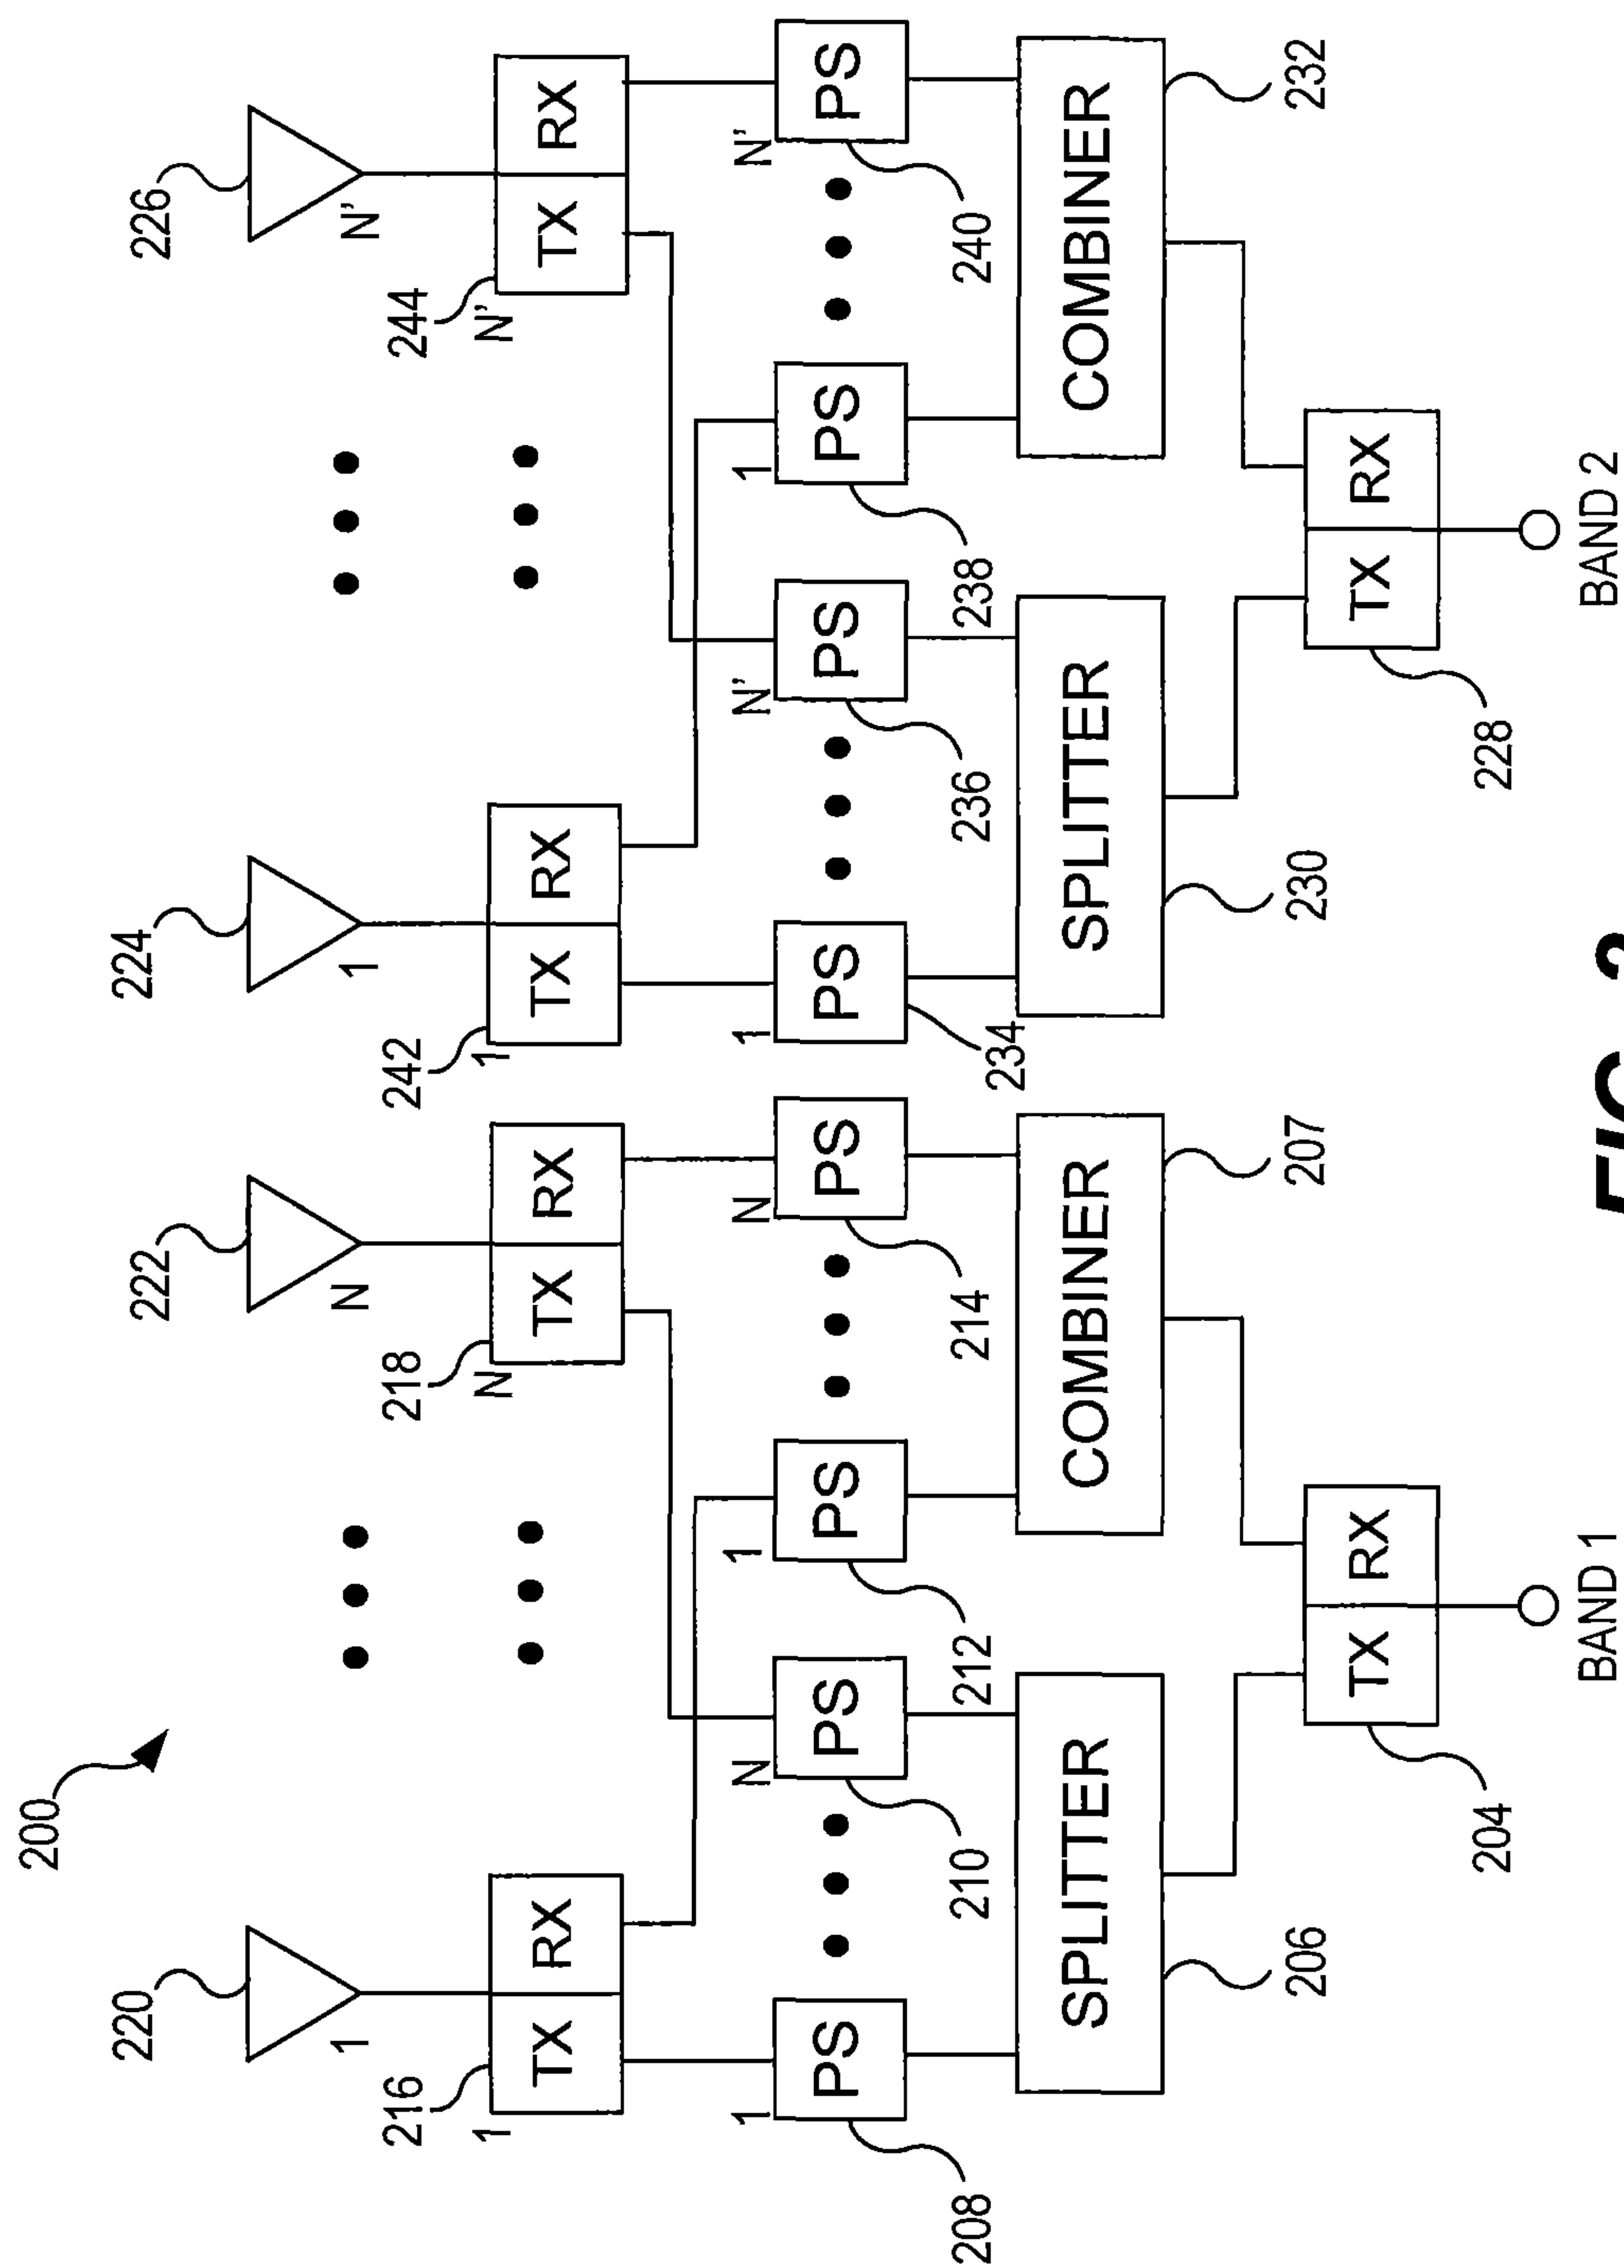 200
220 222 224 226
1 N 1 N'
216 218 242 244
1 N 1 N'
TX RX TX RX TX RX TX RX
1 N 1 N 1 N' 1 N'
PS PS PS PS PS PS PS PS
208 210 212 214 234 236 238 240
SPLITTER COMBINER SPLITTER COMBINER
206 207 230 232
TX RX TX RX
204 228
BAND 1 BAND 2
FIG.